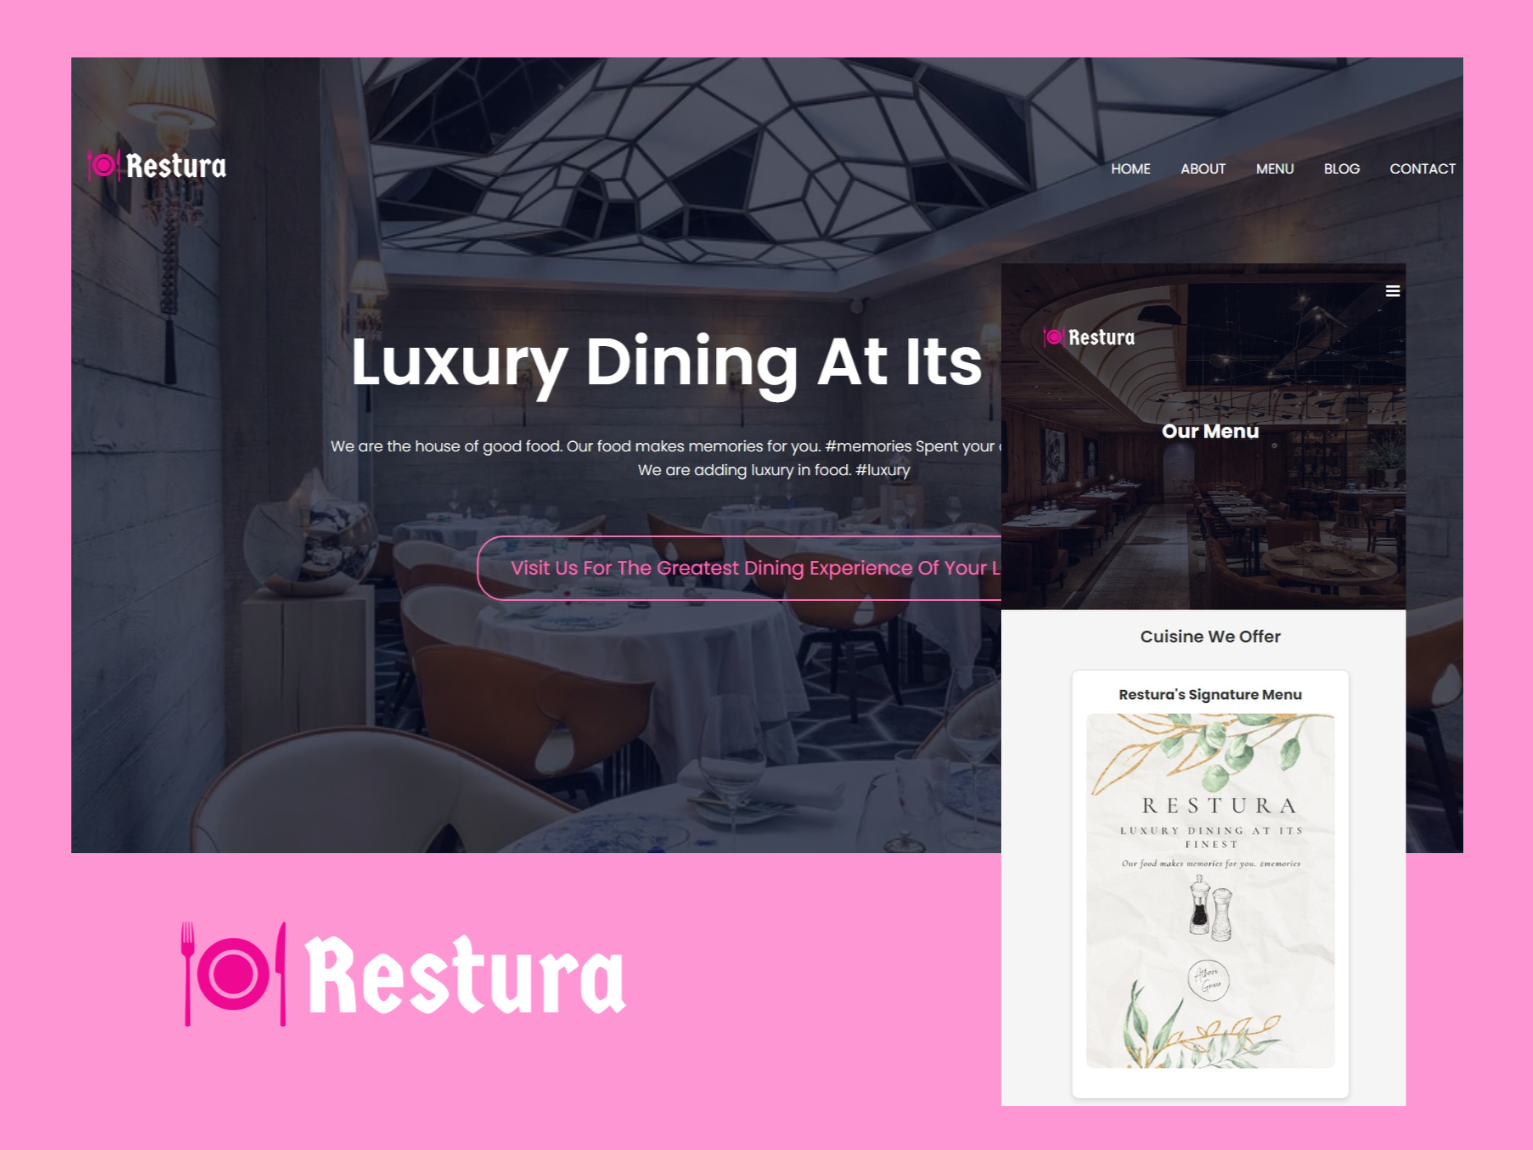 Restura
HOME ABOUT MENU BLOG CONTACT
Luxury Dining At Its
We are the house of good food. Our food makes memories for you. #memories Spent your
We are adding luxury in food. #luxury
Visit Us For The Greatest Dining Experience Of Your L
Restura
Our Menu
Cuisine We Offer
Restura's Signature Menu
RESTURA
LUXURY DINING AT ITS
FINEST
Our food makes memories for you. #memories
Restura